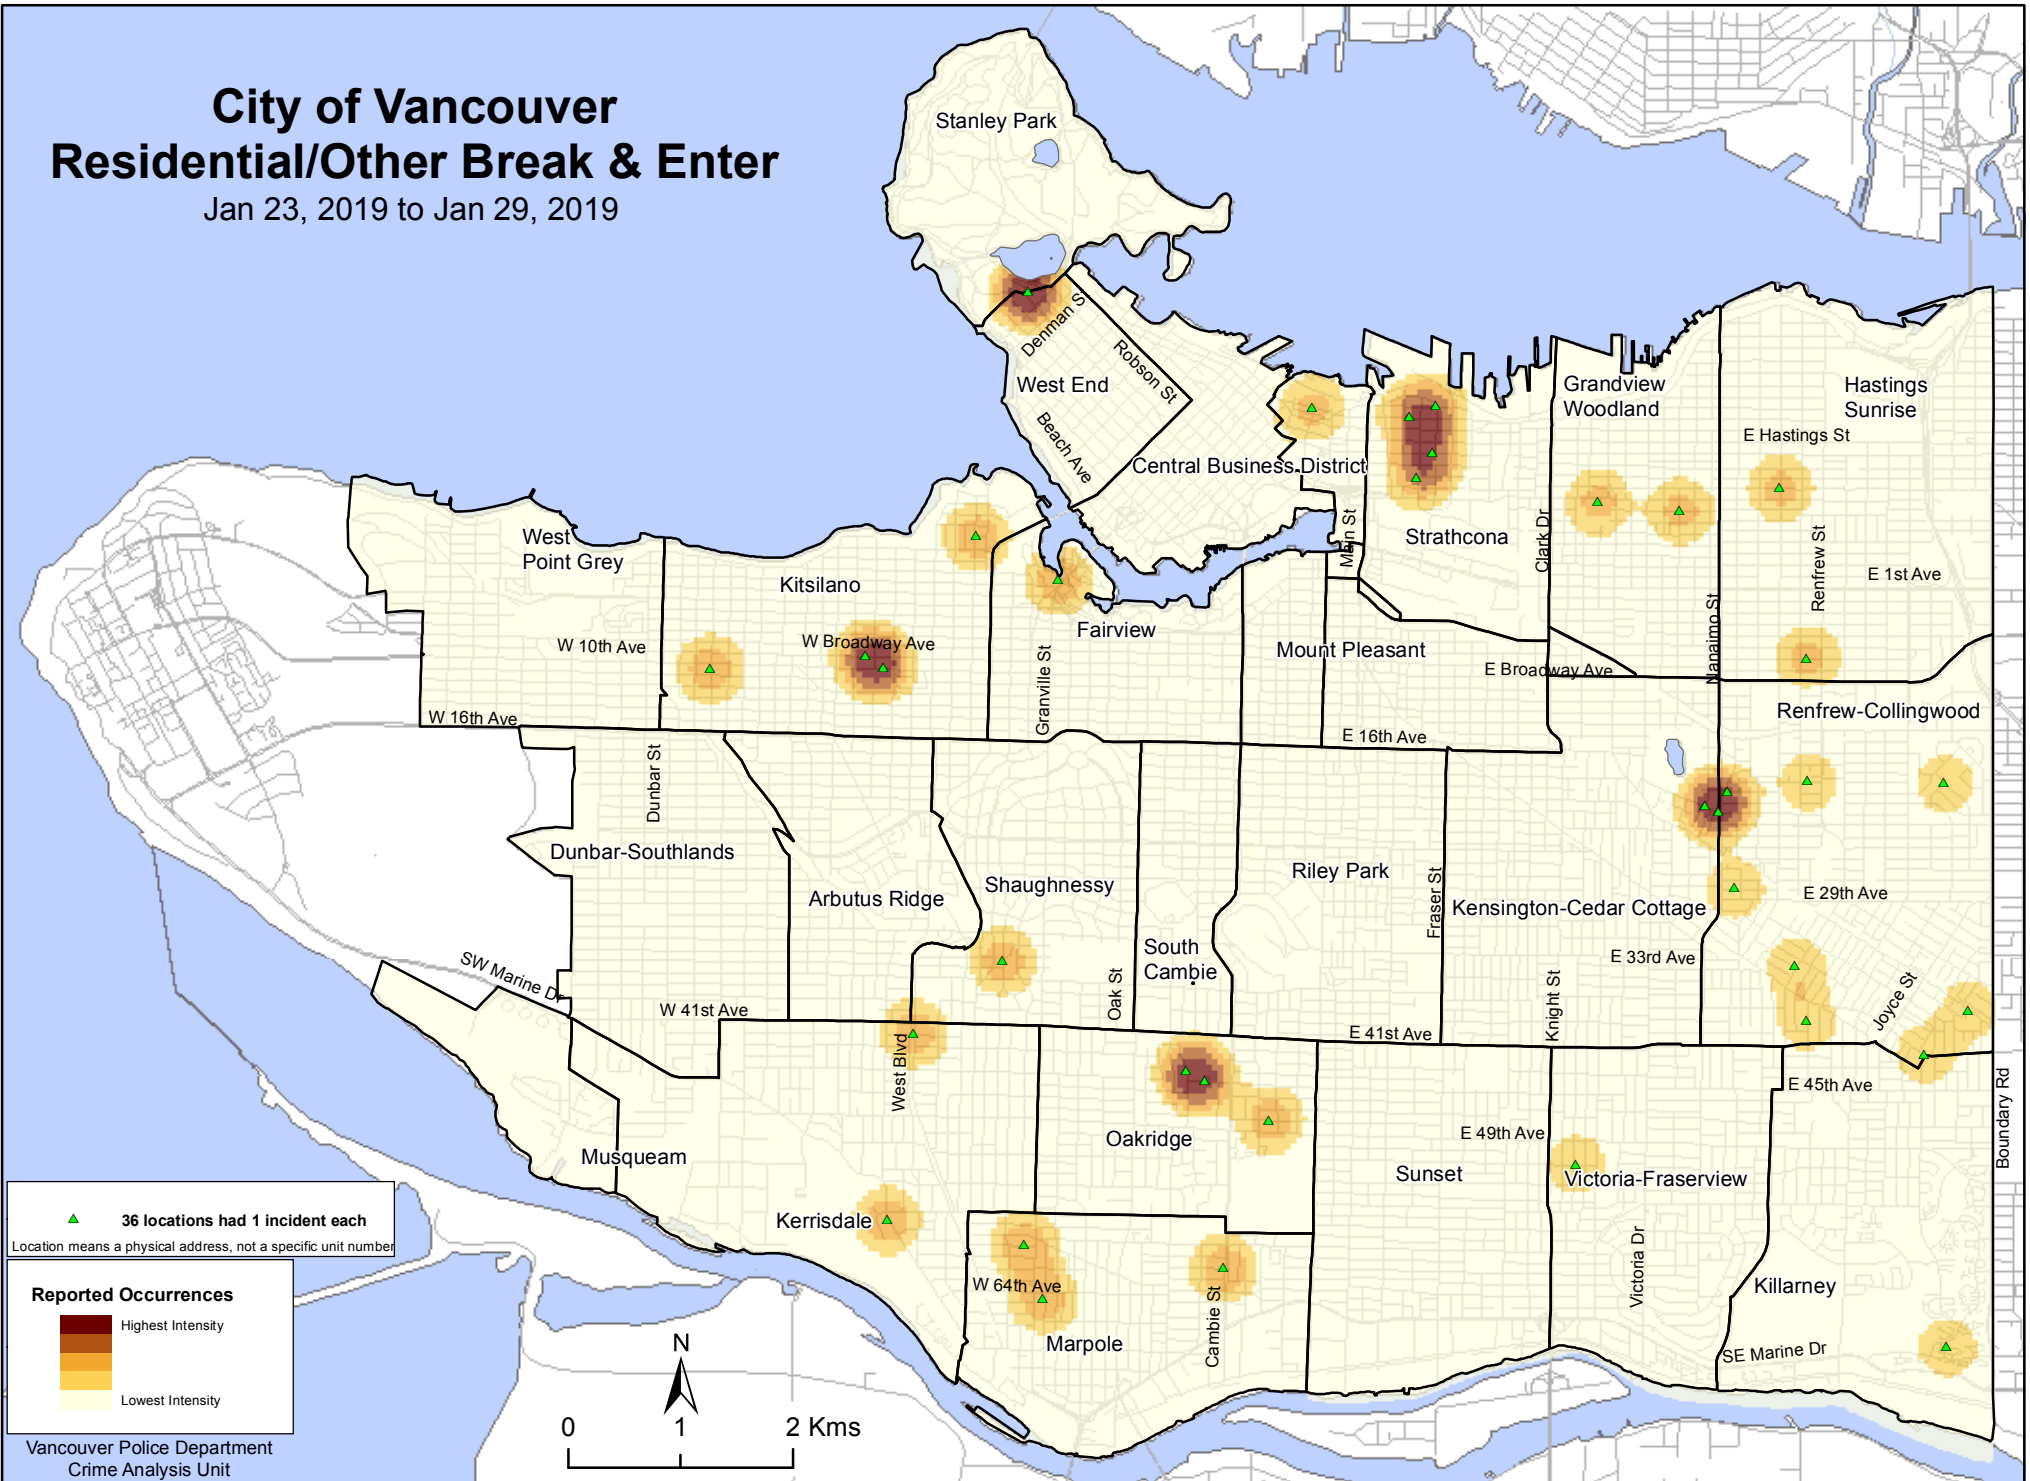 City of Vancouver
Residential/Other Break & Enter
Jan 23, 2019 to Jan 29, 2019
Stanley Park
Denman S
Robson St
West End
Beach Ave
Central Business District
Main St
Strathcona
Clark Dr
Grandview
Woodland
Hastings
Sunrise
E Hastings St
Renfrew St
E 1st Ave
Nanaimo St
West
Point Grey
Kitsilano
W 10th Ave
W Broadway Ave
Fairview
Granville St
Mount Pleasant
E Broadway Ave
W 16th Ave
E 16th Ave
Renfrew-Collingwood
Dunbar St
Dunbar-Southlands
Arbutus Ridge
Shaughnessy
Oak St
South
Cambie
Riley Park
Fraser St
Kensington-Cedar Cottage
E 29th Ave
E 33rd Ave
Knight St
Joyce St
SW Marine Dr
W 41st Ave
E 41st Ave
West Blvd
E 45th Ave
Boundary Rd
Musqueam
Oakridge
E 49th Ave
Sunset
Victoria-Fraserview
Kerrisdale
W 64th Ave
Marpole
Cambie St
Victoria Dr
Killarney
SE Marine Dr
36 locations had 1 incident each
Location means a physical address, not a specific unit number
Reported Occurrences
Highest Intensity
Lowest Intensity
Vancouver Police Department
Crime Analysis Unit
N
0 1 2 Kms